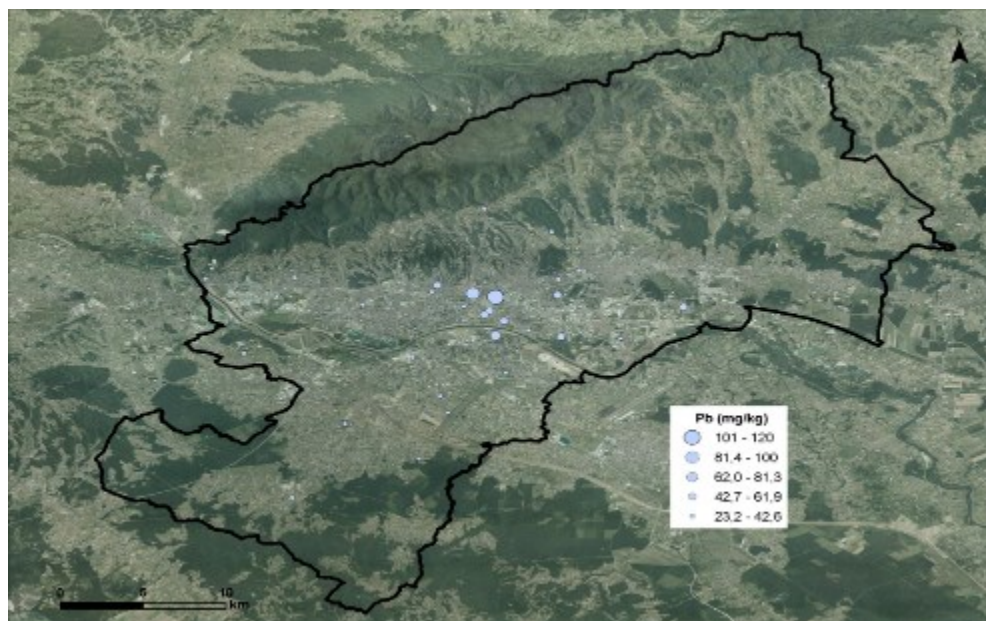 Pb (mg/kg)
101 - 120
81,4 - 100
62,0 - 81,3
42,7 - 61,9
23,2 - 42,6
0 5 10
km